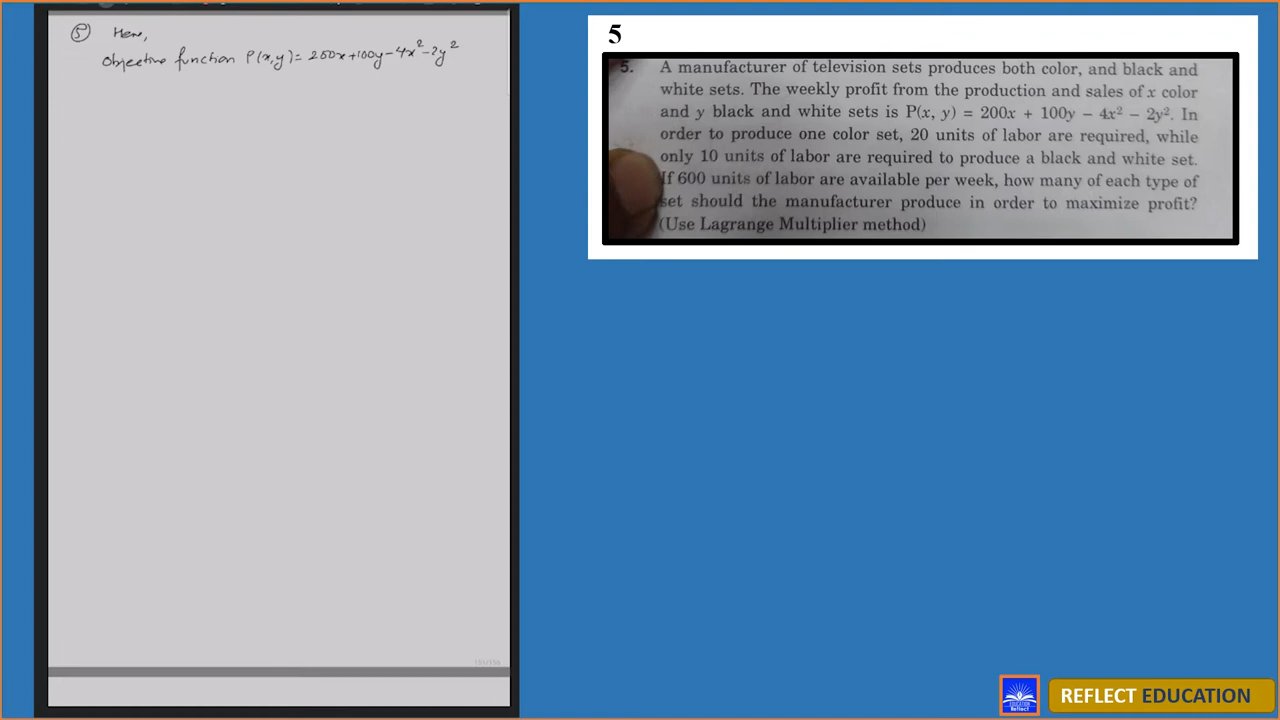 5 Here,
Objective function P(x,y)= 200x+100y-4x²-2y²
159/159
5
5. A manufacturer of television sets produces both color, and black and
white sets. The weekly profit from the production and sales of x color
and y black and white sets is P(x, y) = 200x + 100y − 4x² − 2y². In
order to produce one color set, 20 units of labor are required, while
only 10 units of labor are required to produce a black and white set.
If 600 units of labor are available per week, how many of each type of
set should the manufacturer produce in order to maximize profit?
(Use Lagrange Multiplier method)
EDUCATION
Reflect
REFLECT EDUCATION